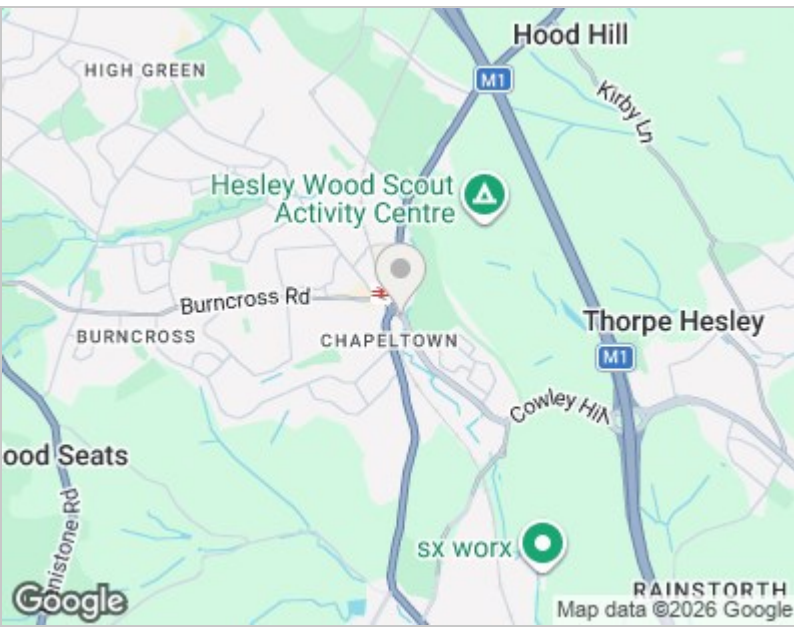 Hood Hill
HIGH GREEN
M1
Kirby Ln
Hesley Wood Scout
Activity Centre
Burncross Rd
BURNCROSS
CHAPELTOWN
Thorpe Hesley
M1
Cowley Hill
ood Seats
nistone Rd
sx worx
RAINSTORTH
Google
Map data ©2026 Google